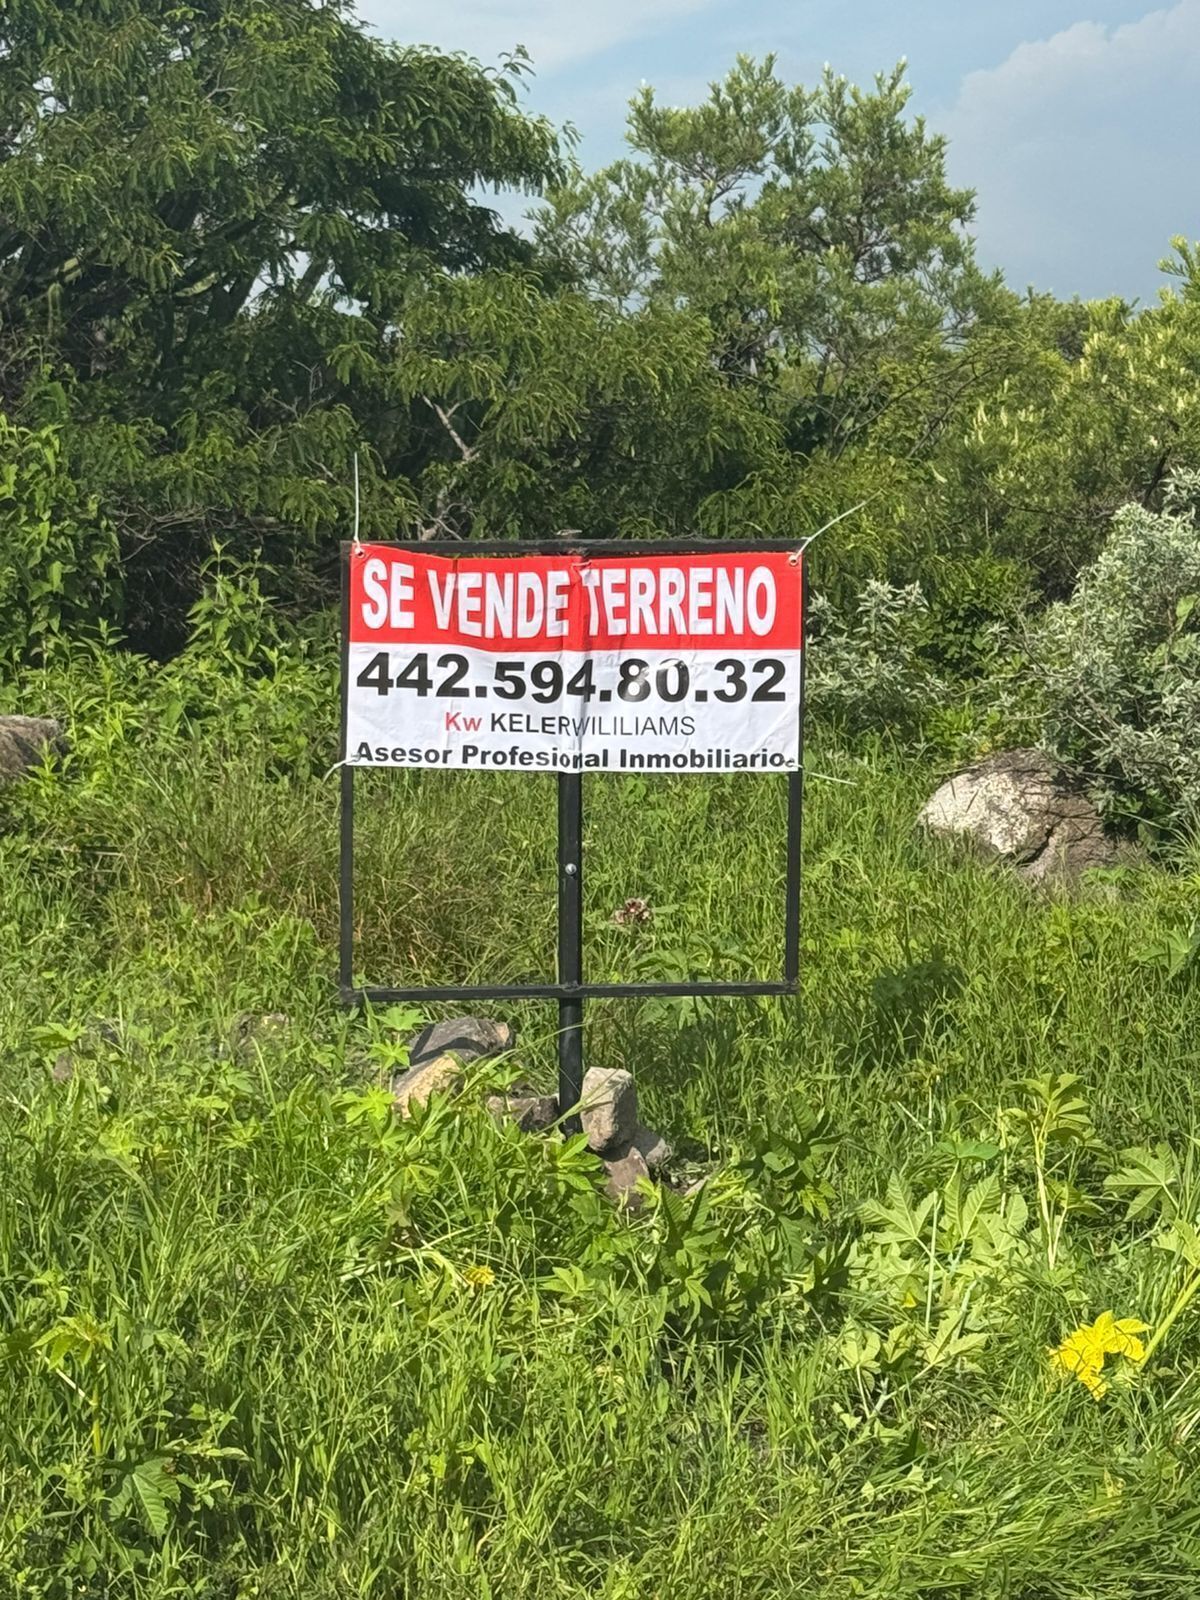 SE VENDE TERRENO
442.594.80.32
Kw KELERWILILIAMS
Asesor Profesional Inmobiliario